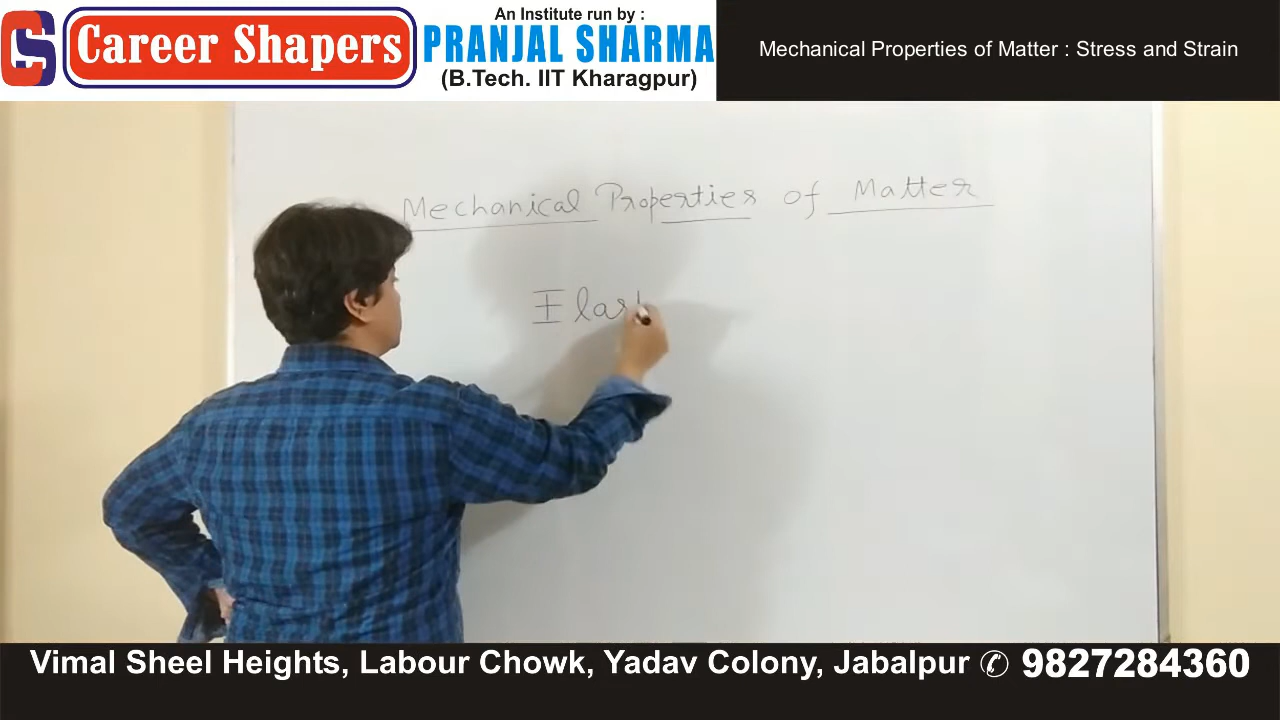 Career Shapers
An Institute run by :
PRANJAL SHARMA
(B.Tech. IIT Kharagpur)
Mechanical Properties of Matter : Stress and Strain
Mechanical Properties of Matter
Elast
Vimal Sheel Heights, Labour Chowk, Yadav Colony, Jabalpur ✆ 9827284360